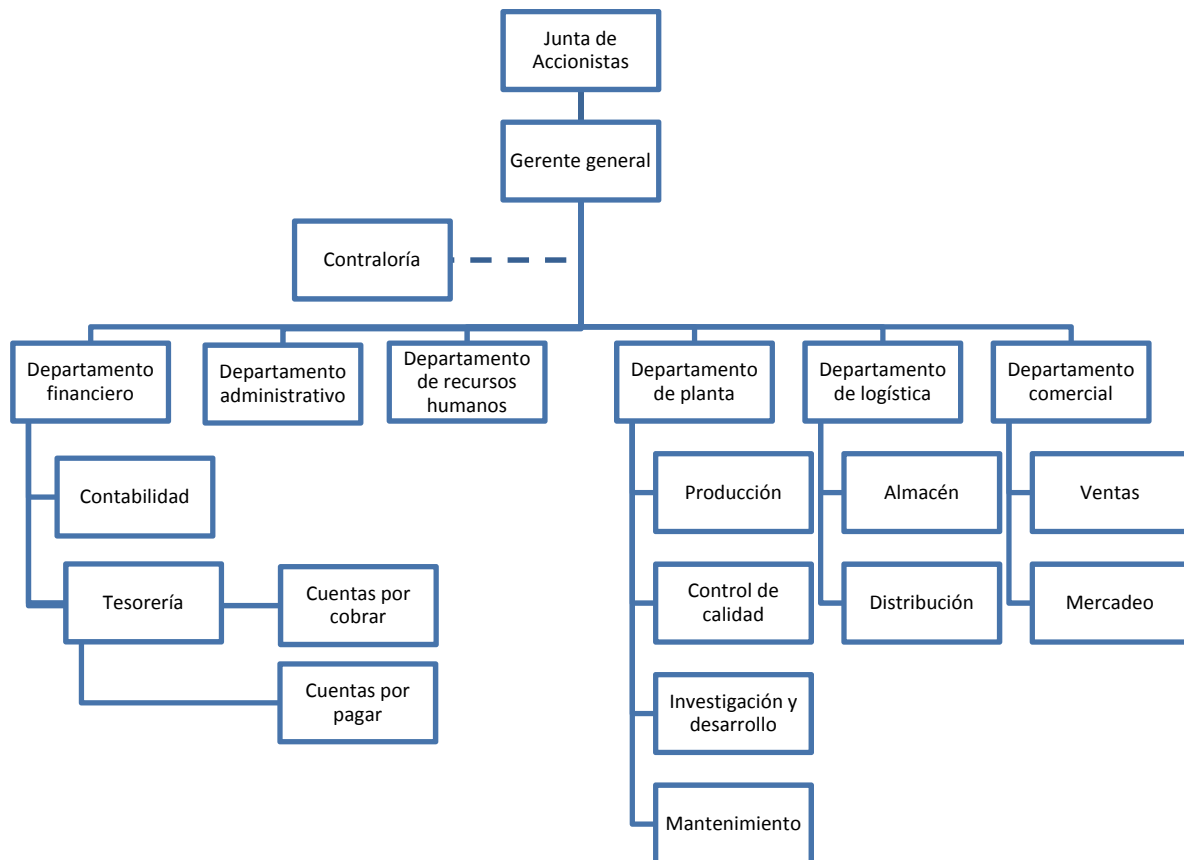 Junta de
Accionistas
Gerente general
Contraloría
Departamento
financiero
Departamento
administrativo
Departamento
de recursos
humanos
Departamento
de planta
Departamento
de logística
Departamento
comercial
Contabilidad
Producción
Almacén
Ventas
Tesorería
Cuentas por
cobrar
Control de
calidad
Distribución
Mercadeo
Cuentas por
pagar
Investigación y
desarrollo
Mantenimiento